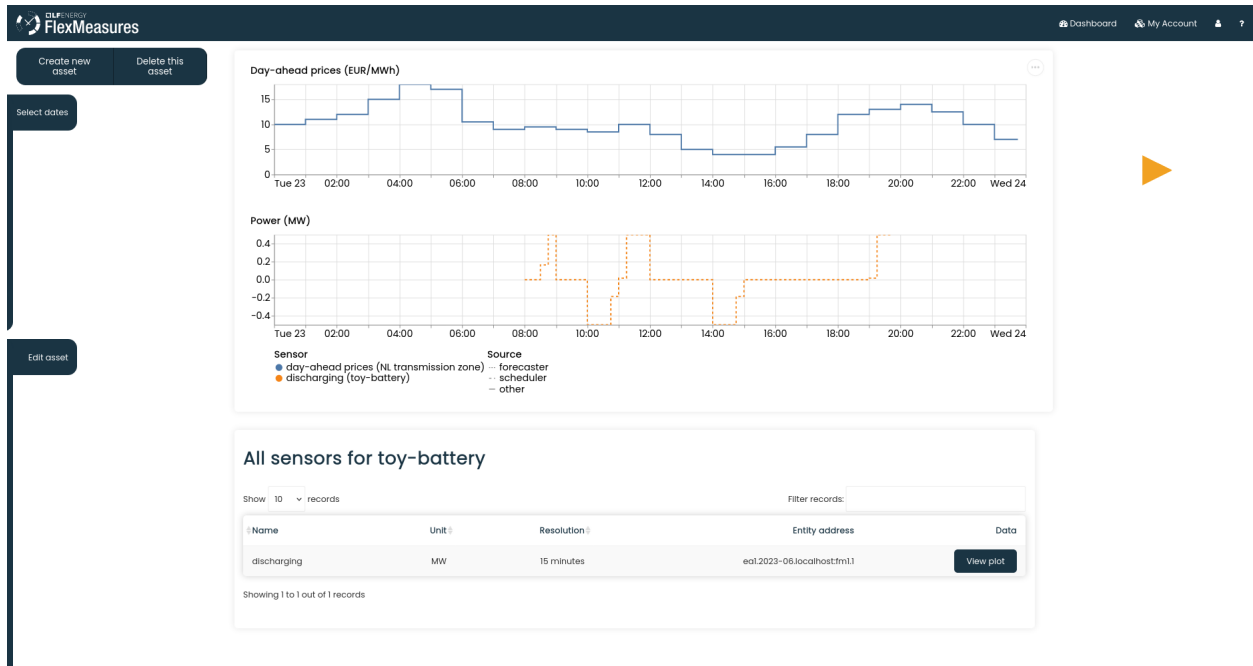 LFENERGY
FlexMeasures
Dashboard My Account ?
Create new asset
Delete this asset
Select dates
Day-ahead prices (EUR/MWh)
15
10
5
0
Tue 23 02:00 04:00 06:00 08:00 10:00 12:00 14:00 16:00 18:00 20:00 22:00 Wed 24
Power (MW)
0.4
0.2
0.0
−0.2
−0.4
Tue 23 02:00 04:00 06:00 08:00 10:00 12:00 14:00 16:00 18:00 20:00 22:00 Wed 24
Edit asset
Sensor Source
day-ahead prices (NL transmission zone) forecaster
discharging (toy-battery) scheduler
other
All sensors for toy-battery
Show 10 records Filter records:
Name Unit Resolution Entity address Data
discharging MW 15 minutes ea1.2023-06.localhost:fm1.1 View plot
Showing 1 to 1 out of 1 records